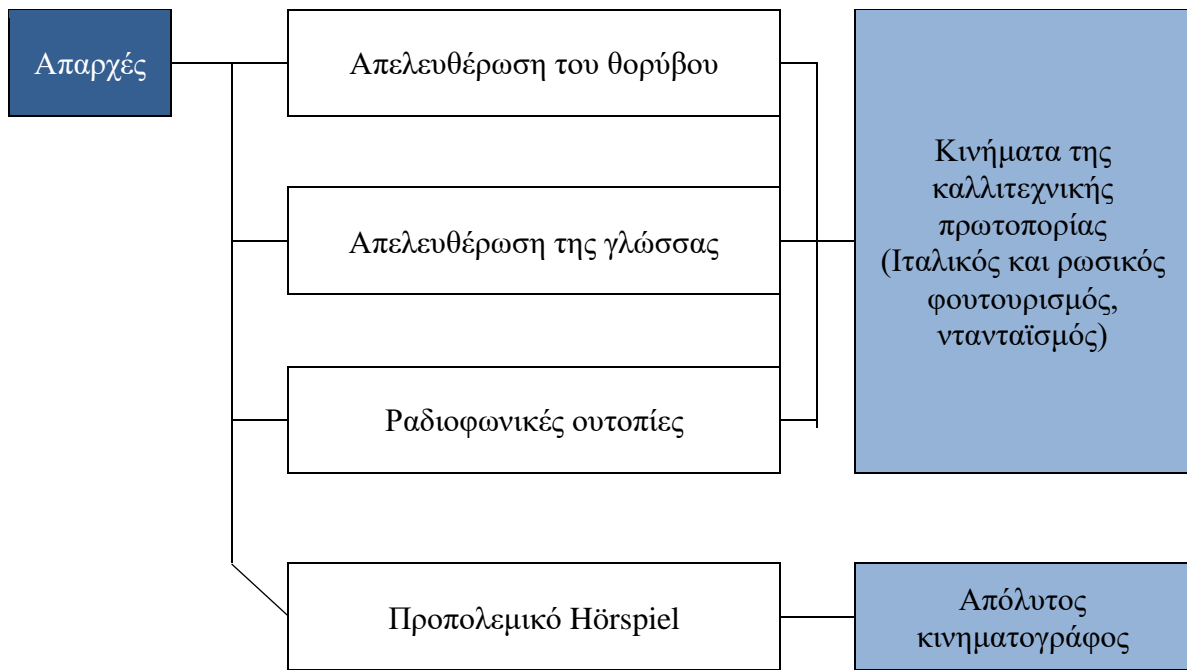 Απαρχές
Απελευθέρωση του θορύβου
Απελευθέρωση της γλώσσας
Ραδιοφωνικές ουτοπίες
Κινήματα της
καλλιτεχνικής
πρωτοπορίας
(Ιταλικός και ρωσικός
φουτουρισμός,
ντανταϊσμός)
Προπολεμικό Hörspiel
Απόλυτος
κινηματογράφος